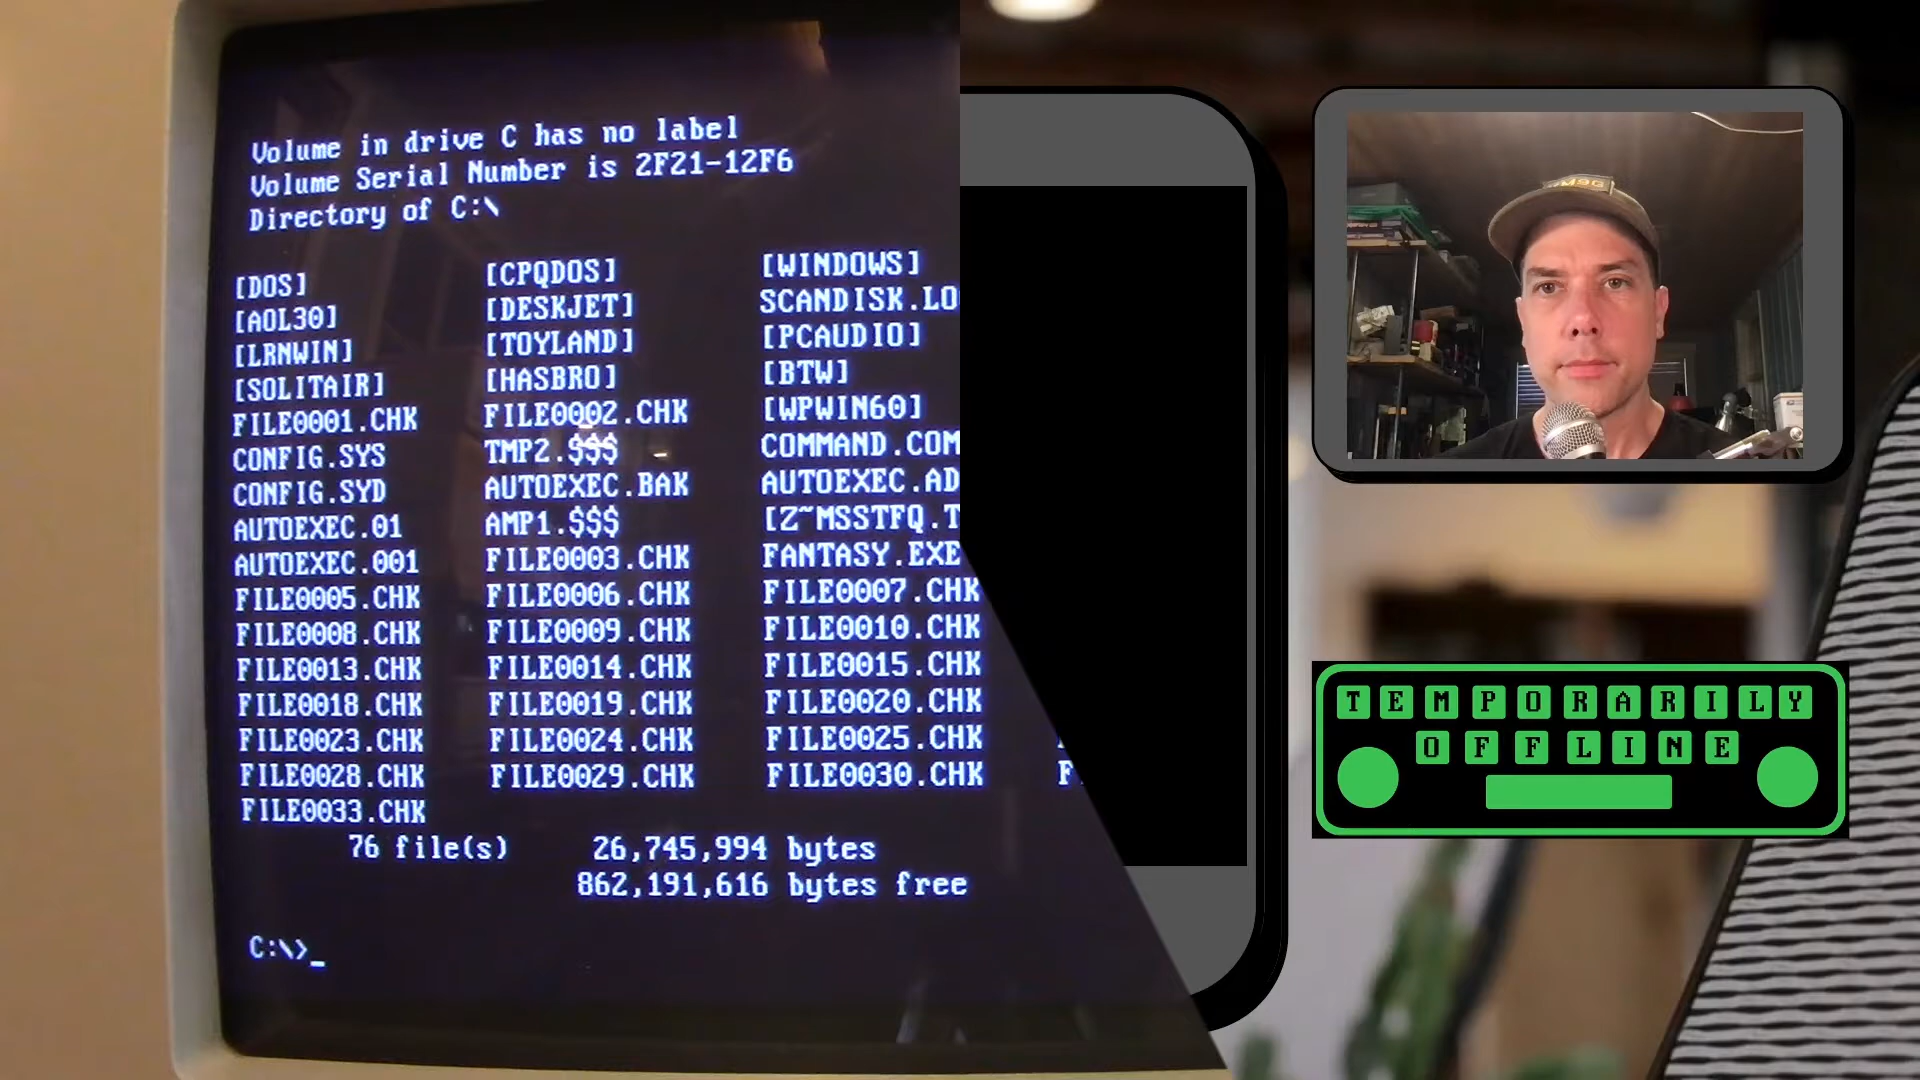 Volume in drive C has no label
Volume Serial Number is 2F21-12F6
Directory of C:\
[DOS] [CPQDOS] [WINDOWS]
[AOL30] [DESKJET] SCANDISK.LO
[LRNWIN] [TOYLAND] [PCAUDIO]
[SOLITAIR] [HASBRO] [BTW]
FILE0001.CHK FILE0002.CHK [WPWIN60]
CONFIG.SYS TMP2.$$$ COMMAND.COM
CONFIG.SYD AUTOEXEC.BAK AUTOEXEC.AD
AUTOEXEC.01 AMP1.$$$ [Z~MSSTFQ.T
AUTOEXEC.001 FILE0003.CHK FANTASY.EXE
FILE0005.CHK FILE0006.CHK FILE0007.CHK
FILE0008.CHK FILE0009.CHK FILE0010.CHK
FILE0013.CHK FILE0014.CHK FILE0015.CHK
FILE0018.CHK FILE0019.CHK FILE0020.CHK
FILE0023.CHK FILE0024.CHK FILE0025.CHK
FILE0028.CHK FILE0029.CHK FILE0030.CHK F
FILE0033.CHK
76 file(s) 26,745,994 bytes
862,191,616 bytes free
C:\>_
TEMPORARILY
OFFLINE